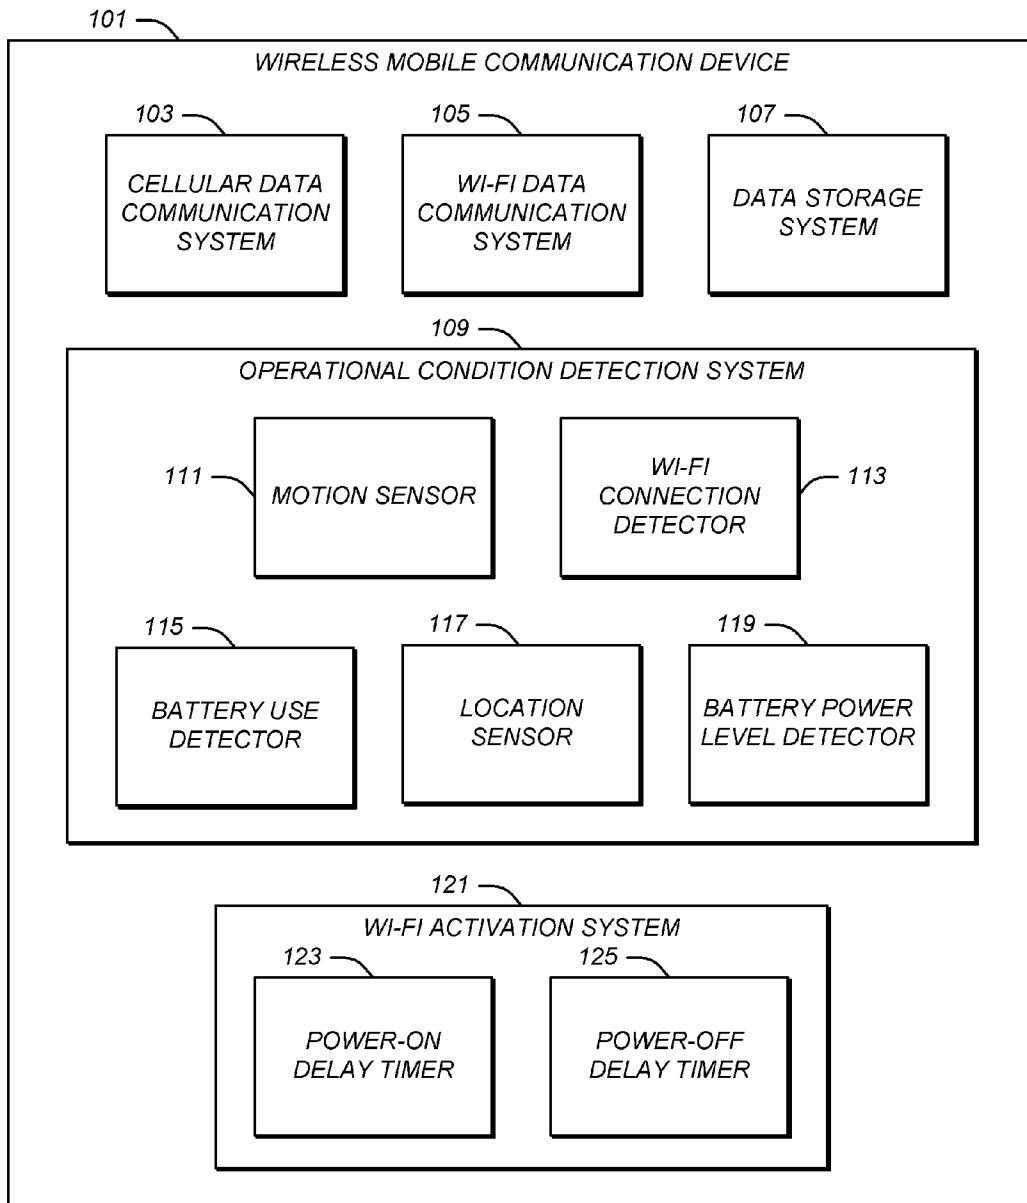 101
WIRELESS MOBILE COMMUNICATION DEVICE
103
105
107
CELLULAR DATA
COMMUNICATION
SYSTEM
WI-FI DATA
COMMUNICATION
SYSTEM
DATA STORAGE
SYSTEM
109
OPERATIONAL CONDITION DETECTION SYSTEM
111
MOTION SENSOR
WI-FI
CONNECTION
DETECTOR
113
115
117
119
BATTERY USE
DETECTOR
LOCATION
SENSOR
BATTERY POWER
LEVEL DETECTOR
121
WI-FI ACTIVATION SYSTEM
123
125
POWER-ON
DELAY TIMER
POWER-OFF
DELAY TIMER